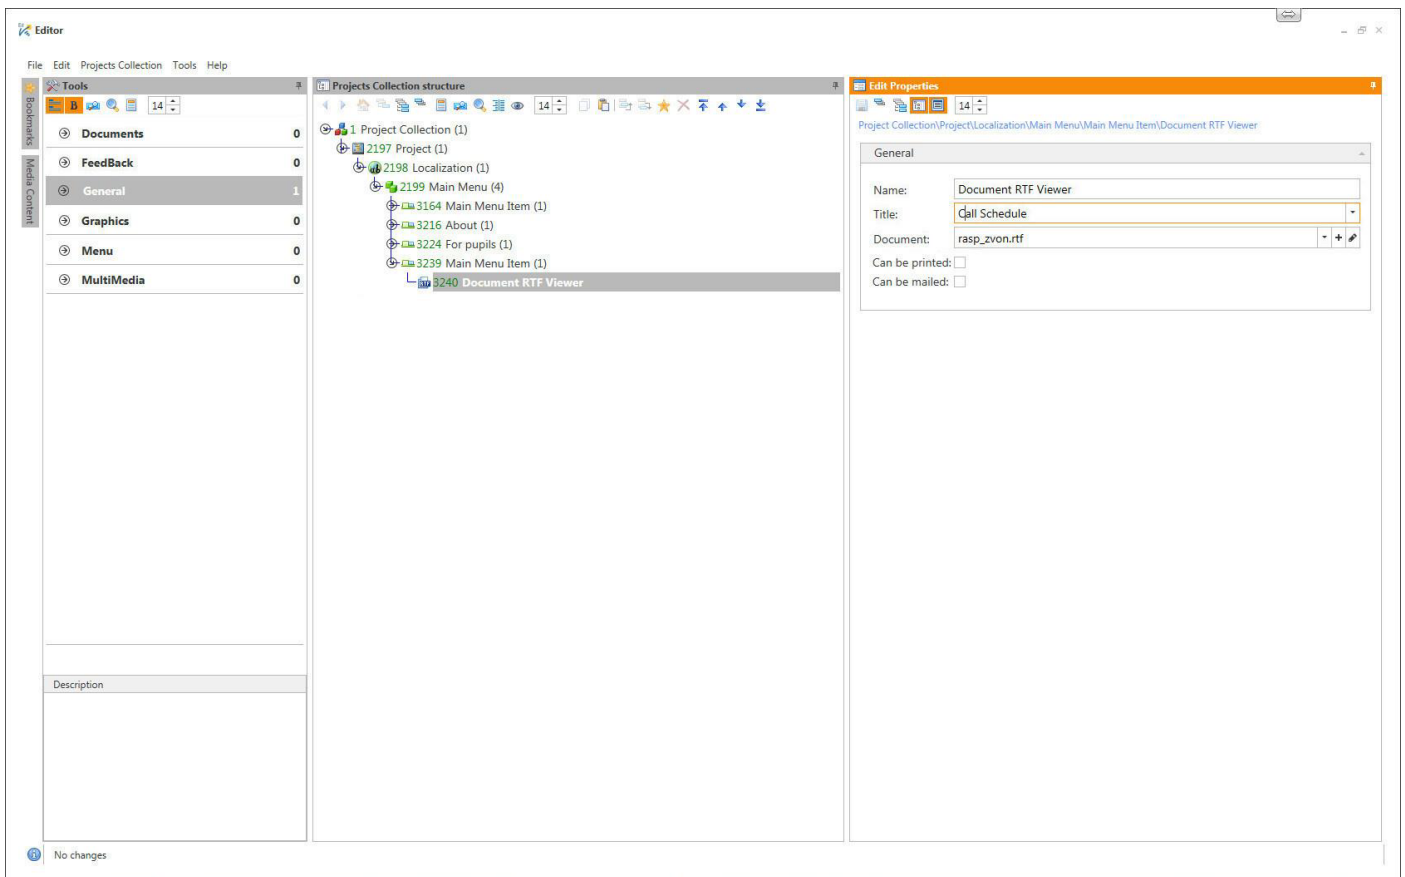 Editor
File Edit Projects Collection Tools Help
Bookmarks
Media Content
Tools
B 14
Documents 0
FeedBack 0
General 1
Graphics 0
Menu 0
MultiMedia 0
Description
Projects Collection structure
14
1 Project Collection (1)
2197 Project (1)
2198 Localization (1)
2199 Main Menu (4)
3164 Main Menu Item (1)
3216 About (1)
3224 For pupils (1)
3239 Main Menu Item (1)
3240 Document RTF Viewer
Edit Properties
14
Project Collection\Project\Localization\Main Menu\Main Menu Item\Document RTF Viewer
General
Name: Document RTF Viewer
Title: Call Schedule
Document: rasp_zvon.rtf
Can be printed:
Can be mailed:
No changes